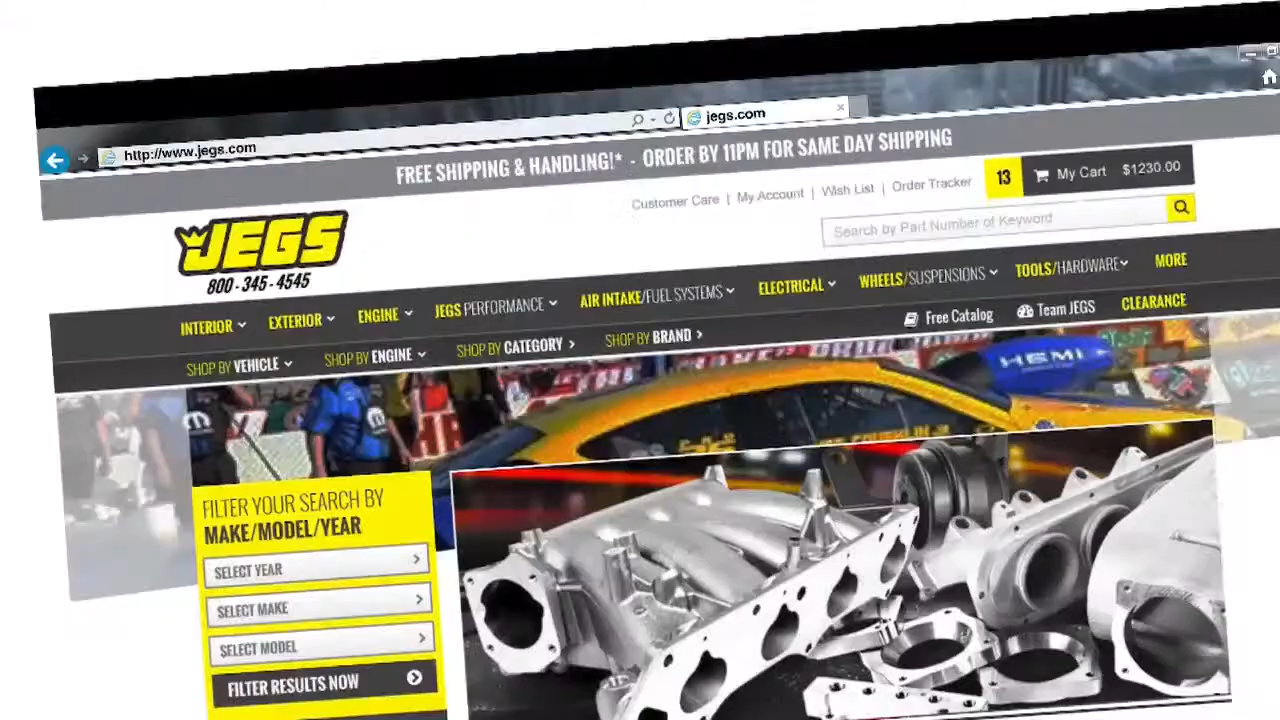 http://www.jegs.com
jegs.com
FREE SHIPPING & HANDLING!* - ORDER BY 11PM FOR SAME DAY SHIPPING
Customer Care | My Account | Wish List | Order Tracker
13
My Cart $1230.00
Search by Part Number of Keyword
JEGS
800-345-4545
INTERIOR
EXTERIOR
ENGINE
JEGS PERFORMANCE
AIR INTAKE/FUEL SYSTEMS
ELECTRICAL
WHEELS/SUSPENSIONS
TOOLS/HARDWARE
MORE
SHOP BY VEHICLE
SHOP BY ENGINE
SHOP BY CATEGORY
SHOP BY BRAND
Free Catalog
Team JEGS
CLEARANCE
HEMI
FILTER YOUR SEARCH BY
MAKE/MODEL/YEAR
SELECT YEAR
SELECT MAKE
SELECT MODEL
FILTER RESULTS NOW